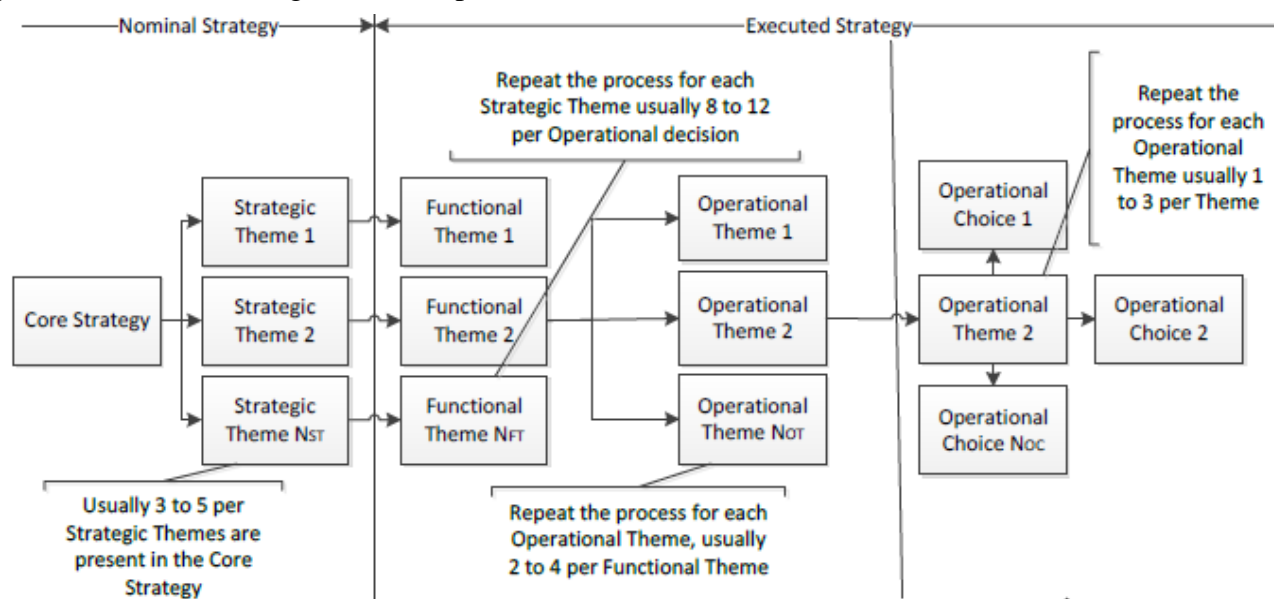 Nominal Strategy
Executed Strategy
Repeat the process for each
Strategic Theme usually 8 to 12
per Operational decision
Repeat the
process for each
Operational
Theme usually 1
to 3 per Theme
Core Strategy
Strategic
Theme 1
Strategic
Theme 2
Strategic
Theme NST
Functional
Theme 1
Functional
Theme 2
Functional
Theme NFT
Operational
Theme 1
Operational
Theme 2
Operational
Theme NOT
Operational
Choice 1
Operational
Theme 2
Operational
Choice 2
Operational
Choice NOC
Usually 3 to 5 per
Strategic Themes are
present in the Core
Strategy
Repeat the process for each
Operational Theme, usually
2 to 4 per Functional Theme